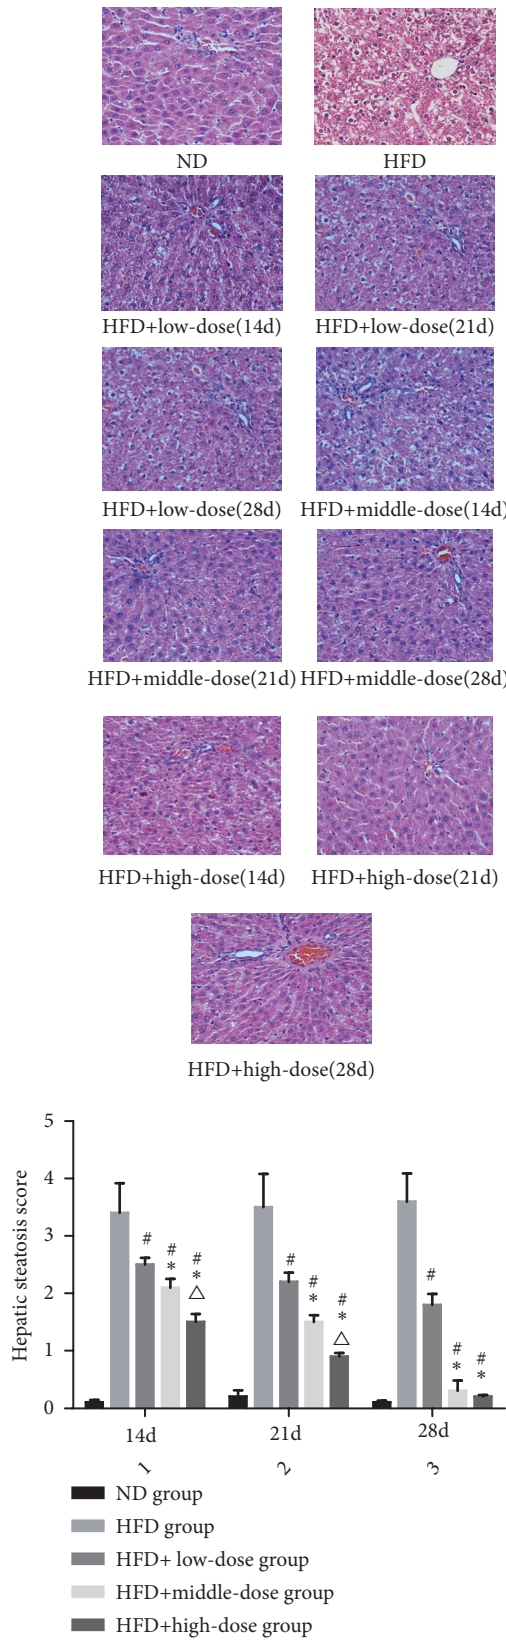 ND
HFD
HFD+low-dose(14d)
HFD+low-dose(21d)
HFD+low-dose(28d)
HFD+middle-dose(14d)
HFD+middle-dose(21d)
HFD+middle-dose(28d)
HFD+high-dose(14d)
HFD+high-dose(21d)
HFD+high-dose(28d)
Hepatic steatosis score
5
4
3
2
1
0
#
#
*
#
*
△
#
#
*
#
*
△
#
#
*
#
*
14d
21d
28d
1
2
3
ND group
HFD group
HFD+ low-dose group
HFD+middle-dose group
HFD+high-dose group